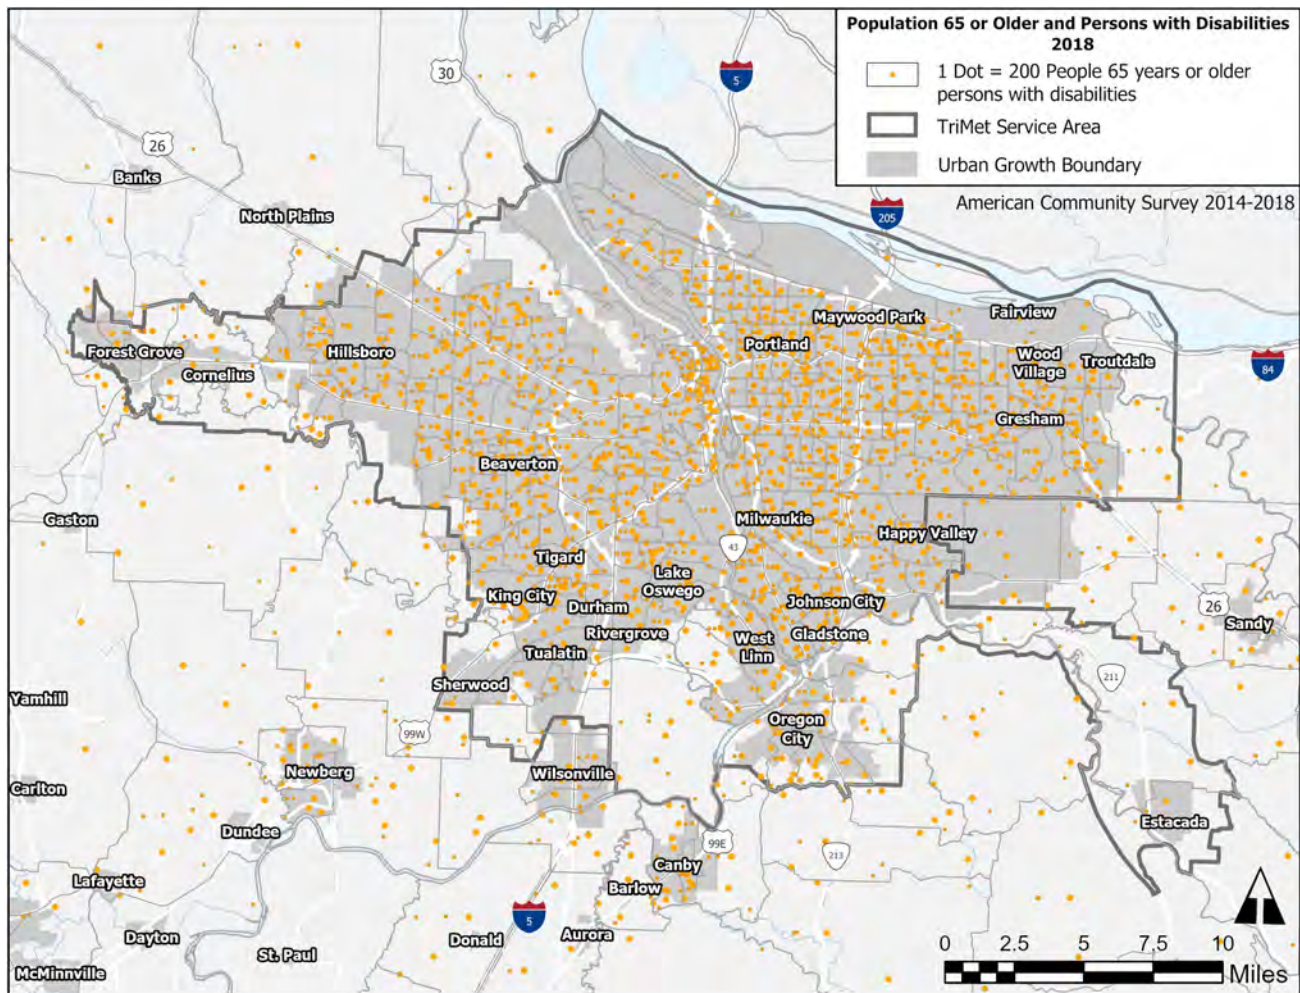 Population 65 or Older and Persons with Disabilities
2018
1 Dot = 200 People 65 years or older
persons with disabilities
TriMet Service Area
Urban Growth Boundary
American Community Survey 2014-2018
30
5
26
Banks
North Plains
205
Maywood Park
Fairview
Portland
Forest Grove
Hillsboro
Cornelius
Wood
Village
Troutdale
84
Gresham
Beaverton
Gaston
Milwaukie
Happy Valley
43
Tigard
Lake
Oswego
King City
Durham
Johnson City
26
Sandy
Rivergrove
Gladstone
West
Linn
Tualatin
Sherwood
211
Yamhill
99W
Oregon
City
Newberg
Wilsonville
Carlton
Estacada
Dundee
99E
213
Canby
Lafayette
Barlow
5
Dayton
St. Paul
Donald
Aurora
McMinnville
0 2.5 5 7.5 10
Miles